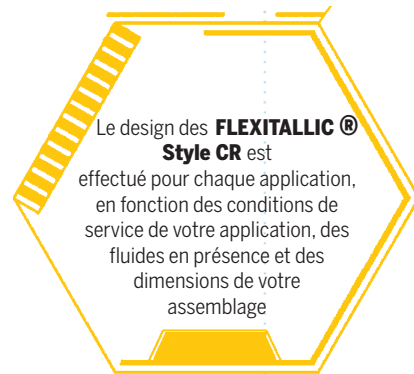 Le design des FLEXITALLIC ®
Style CR est
effectué pour chaque application,
en fonction des conditions de
service de votre application, des
fluides en présence et des
dimensions de votre
assemblage